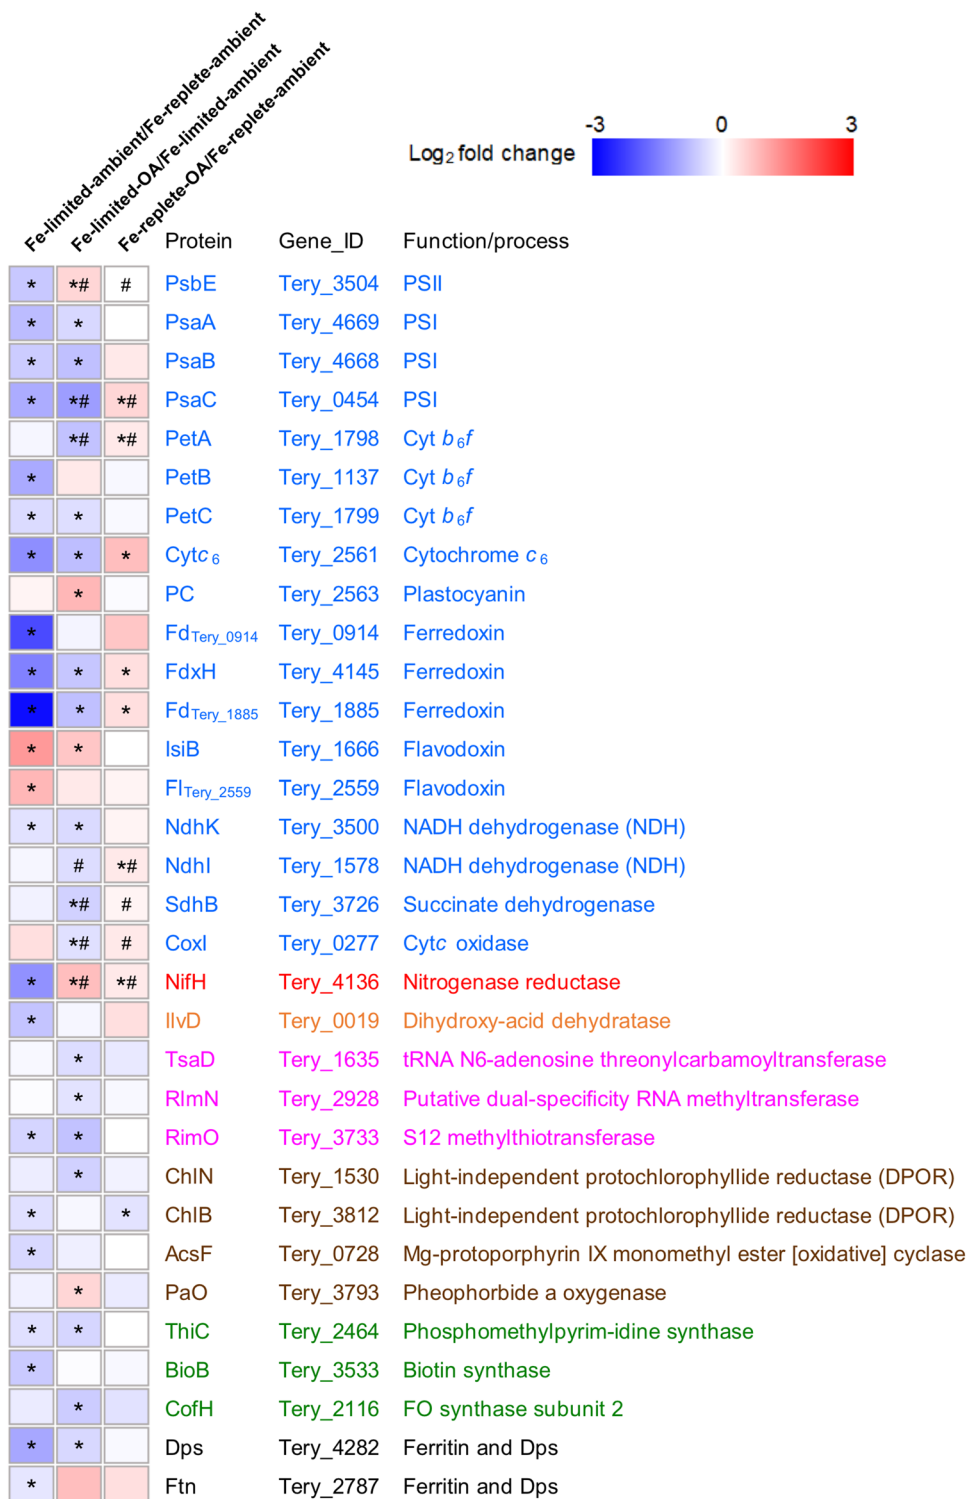 Fe-limited-ambient/Fe-replete-ambient
Fe-limited-OA/Fe-limited-ambient
Fe-replete-OA/Fe-replete-ambient
-3 0 3
Log2 fold change
Protein Gene_ID Function/process
* *# # PsbE Tery_3504 PSII
* * PsaA Tery_4669 PSI
* * PsaB Tery_4668 PSI
* *# *# PsaC Tery_0454 PSI
*# *# PetA Tery_1798 Cyt b6f
* PetB Tery_1137 Cyt b6f
* * PetC Tery_1799 Cyt b6f
* * * Cytc6 Tery_2561 Cytochrome c6
* PC Tery_2563 Plastocyanin
* FdTery_0914 Tery_0914 Ferredoxin
* * * FdxH Tery_4145 Ferredoxin
* * * FdTery_1885 Tery_1885 Ferredoxin
* * IsiB Tery_1666 Flavodoxin
* FlTery_2559 Tery_2559 Flavodoxin
* * NdhK Tery_3500 NADH dehydrogenase (NDH)
# *# NdhI Tery_1578 NADH dehydrogenase (NDH)
*# # SdhB Tery_3726 Succinate dehydrogenase
*# # CoxI Tery_0277 Cytc oxidase
* *# *# NifH Tery_4136 Nitrogenase reductase
* IlvD Tery_0019 Dihydroxy-acid dehydratase
* TsaD Tery_1635 tRNA N6-adenosine threonylcarbamoyltransferase
* RlmN Tery_2928 Putative dual-specificity RNA methyltransferase
* * RimO Tery_3733 S12 methylthiotransferase
* ChlN Tery_1530 Light-independent protochlorophyllide reductase (DPOR)
* * ChlB Tery_3812 Light-independent protochlorophyllide reductase (DPOR)
* AcsF Tery_0728 Mg-protoporphyrin IX monomethyl ester [oxidative] cyclase
* PaO Tery_3793 Pheophorbide a oxygenase
* * ThiC Tery_2464 Phosphomethylpyrim-idine synthase
* BioB Tery_3533 Biotin synthase
* CofH Tery_2116 FO synthase subunit 2
* * Dps Tery_4282 Ferritin and Dps
* Ftn Tery_2787 Ferritin and Dps